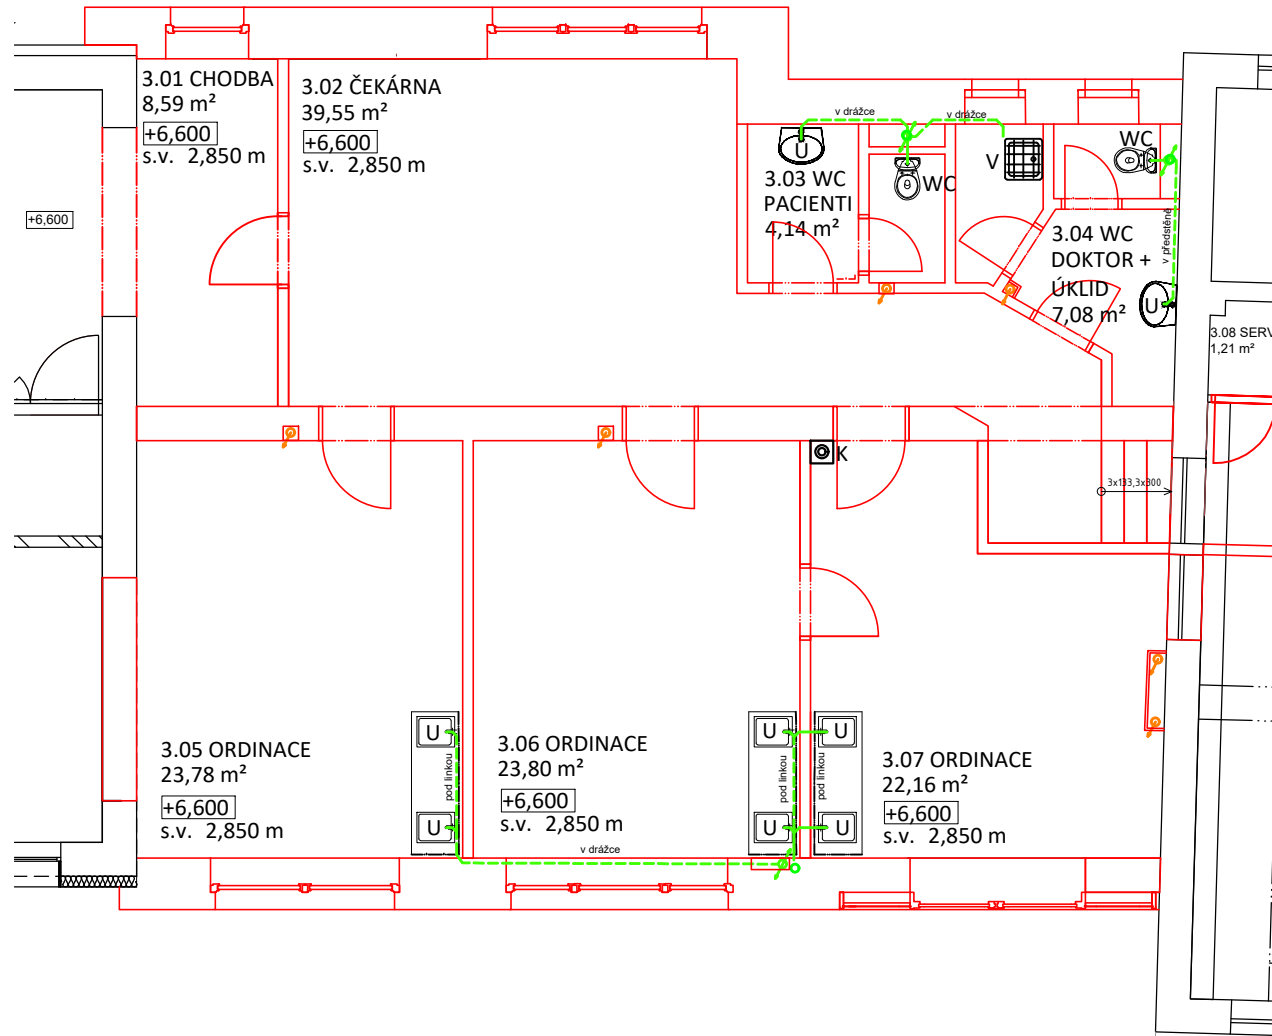 3.01 CHODBA
8,59 m²
+6,600
s.v. 2,850 m
3.02 ČEKÁRNA
39,55 m²
+6,600
s.v. 2,850 m
+6,600
v drážce
v drážce
U
3.03 WC
PACIENTI
4,14 m²
WC
V
WC
3.04 WC
DOKTOR +
ÚKLID
7,08 m²
U
v předstěně
3.08 SERV
1,21 m²
K
3x133,3x300
3.05 ORDINACE
23,78 m²
+6,600
s.v. 2,850 m
U
U
pod linkou
3.06 ORDINACE
23,80 m²
+6,600
s.v. 2,850 m
U
U
pod linkou
U
U
pod linkou
3.07 ORDINACE
22,16 m²
+6,600
s.v. 2,850 m
v drážce